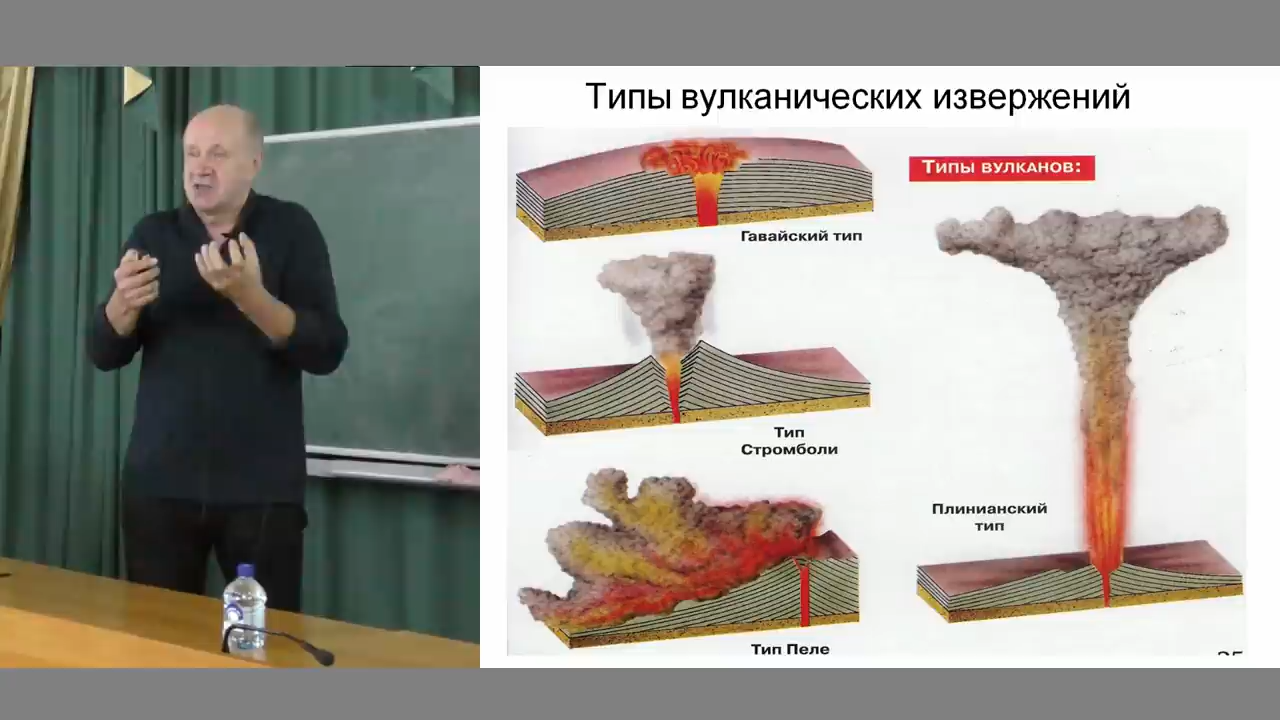 Типы вулканических извержений
Типы вулканов:
Гавайский тип
Тип
Стромболи
Плинианский
тип
Тип Пеле